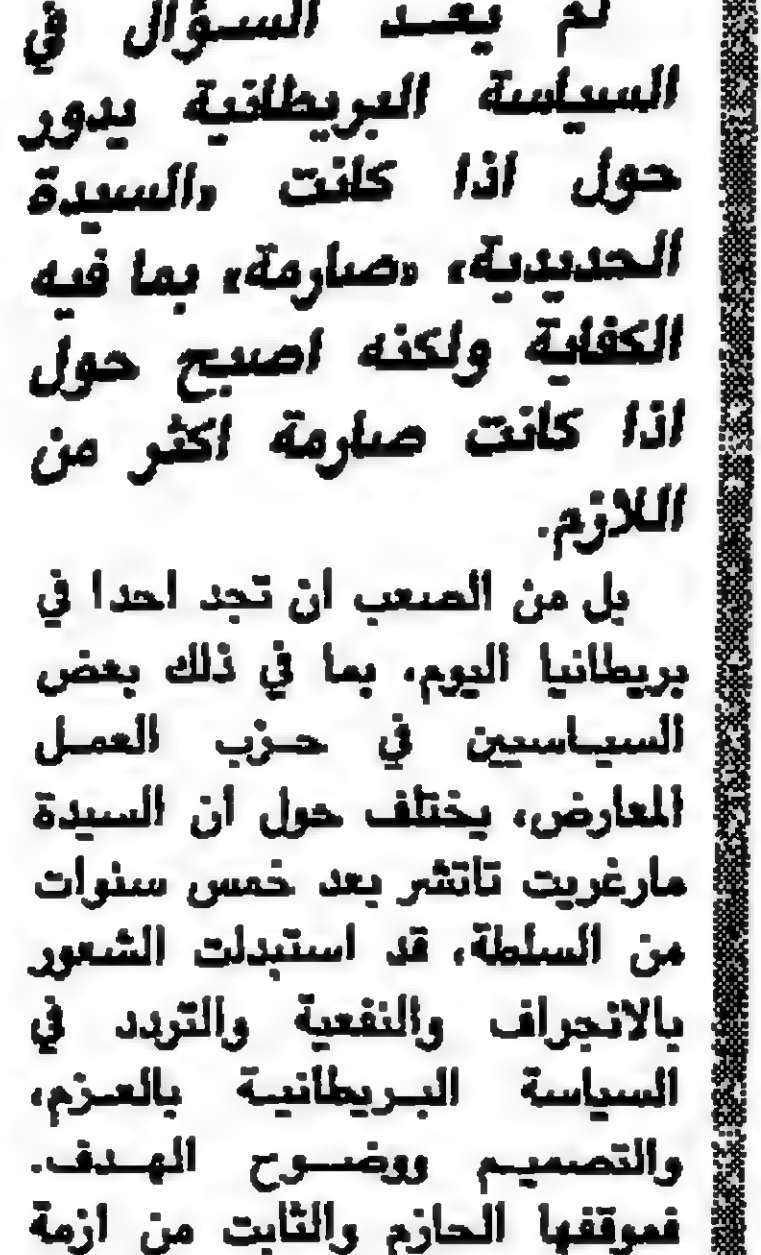 لم يعد السؤال في
السياسة البريطانية يدور
حول اذا كانت «السيدة
الحديدية» «صارمة» بما فيه
الكفاية ولكنه اصبح حول
اذا كانت صارمة اكثر من
اللازم.
بل من الصعب ان تجد احدا في
بريطانيا اليوم، بما في ذلك بعض
السياسيين في حزب العمل
المعارض، يختلف حول ان السيدة
مارغريت تاتشر بعد خمس سنوات
من السلطة، قد استبدلت الشعور
بالانجراف والنفعية والتردد في
السياسة البريطانية بالعزم،
والتصميم ووضوح الهدف.
فموقفها الحازم والثابت من ازمة